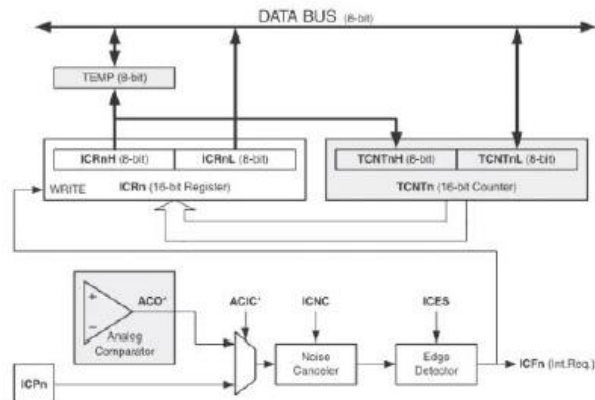 DATA BUS (8-bit)
TEMP (8-bit)
ICRnH (8-bit) ICRnL (8-bit) TCNTnH (8-bit) TCNTnL (8-bit)
WRITE ICRn (16-bit Register) TCNTn (16-bit Counter)
+
ACO* ACIC* ICNC ICES
−
Analog
Comparator
Noise
Canceler
Edge
Detector
ICFn (Int.Req.)
ICPn